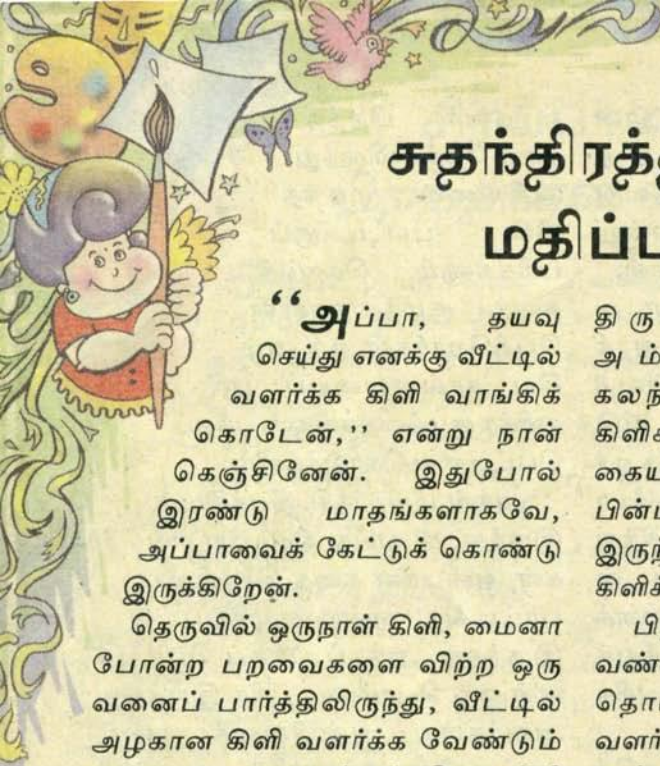 சுதந்திரத்
மதிப்ப
‘‘அப்பா, தயவு
செய்து எனக்கு வீட்டில்
வளர்க்க கிளி வாங்கிக்
கொடேன்,’’ என்று நான்
கெஞ்சினேன். இதுபோல்
இரண்டு மாதங்களாகவே,
அப்பாவைக் கேட்டுக் கொண்டு
இருக்கிறேன்.
தெருவில் ஒருநாள் கிளி, மைனா
போன்ற பறவைகளை விற்ற ஒரு
வனைப் பார்த்திலிருந்து, வீட்டில்
அழகான கிளி வளர்க்க வேண்டும்
திரு
அம்
கலந்
கிளிக
கைய
பின்ப
இருந்
கிளிக்
பி
வண்
தொ
வளர்